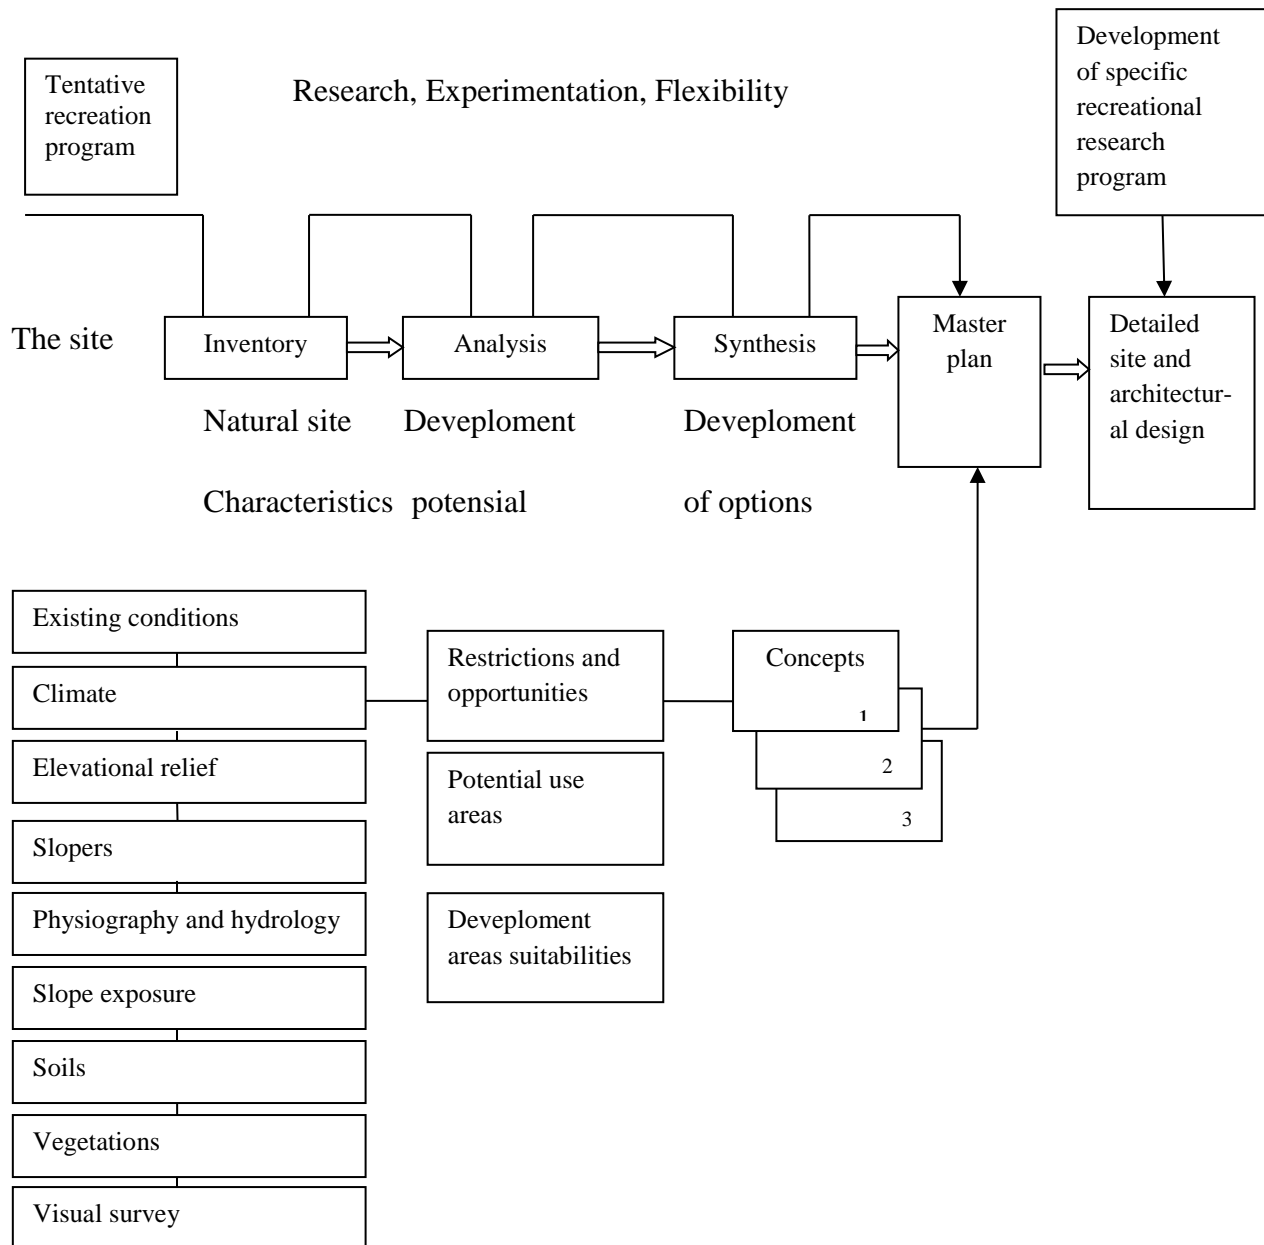 Tentative
recreation
program
Research, Experimentation, Flexibility
Development
of specific
recreational
research
program
The site
Inventory
Analysis
Synthesis
Master
plan
Detailed
site and
architectur-
al design
Natural site
Characteristics
Deveploment
potensial
Deveploment
of options
Existing conditions
Climate
Elevational relief
Slopers
Physiography and hydrology
Slope exposure
Soils
Vegetations
Visual survey
Restrictions and
opportunities
Potential use
areas
Deveploment
areas suitabilities
Concepts
1
2
3